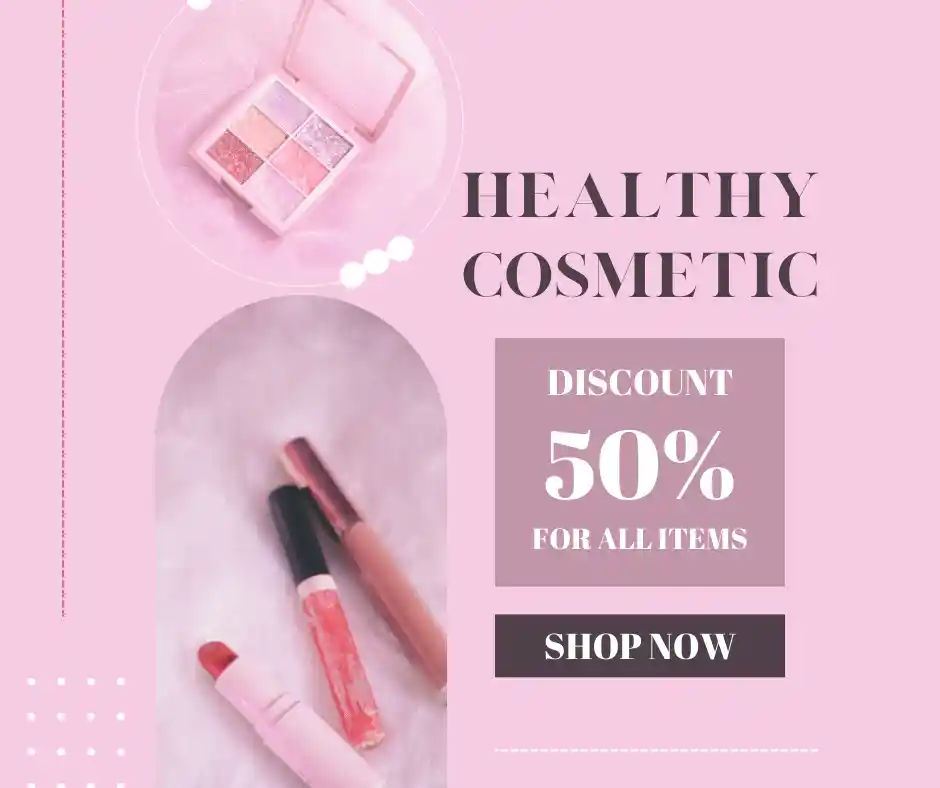 HEALTHY
COSMETIC
DISCOUNT
50%
FOR ALL ITEMS
SHOP NOW